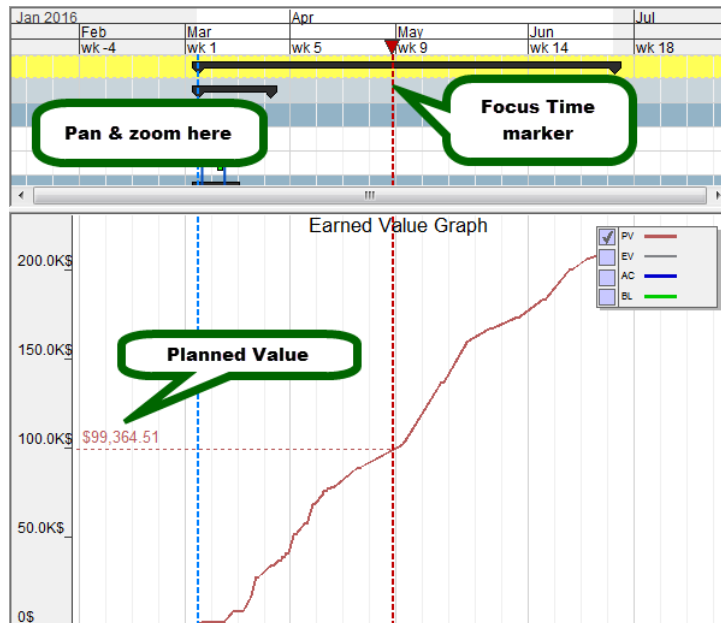 Jan 2016 Apr Jul
Feb Mar May Jun
wk -4 wk 1 wk 5 wk 9 wk 14 wk 18
Pan & zoom here
Focus Time
marker
Earned Value Graph
PV
EV
AC
BL
200.0K$
150.0K$
Planned Value
$99,364.51
100.0K$
50.0K$
0$